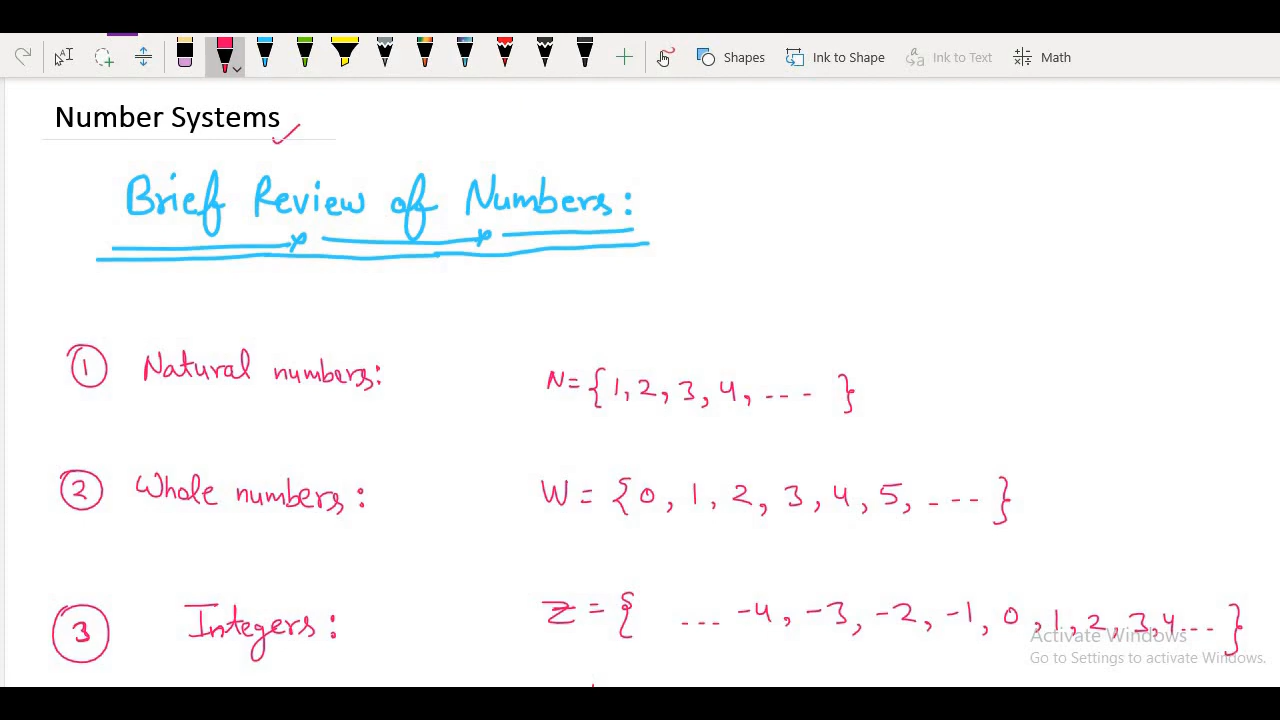 Shapes Ink to Shape Ink to Text Math
Number Systems
Brief Review of Numbers:
1 Natural numbers: N = {1, 2, 3, 4, .... }
2 Whole numbers: W = {0, 1, 2, 3, 4, 5, .... }
3 Integers: Z = { ... -4, -3, -2, -1, 0, 1, 2, 3, 4 ... }
Activate Windows
Go to Settings to activate Windows.